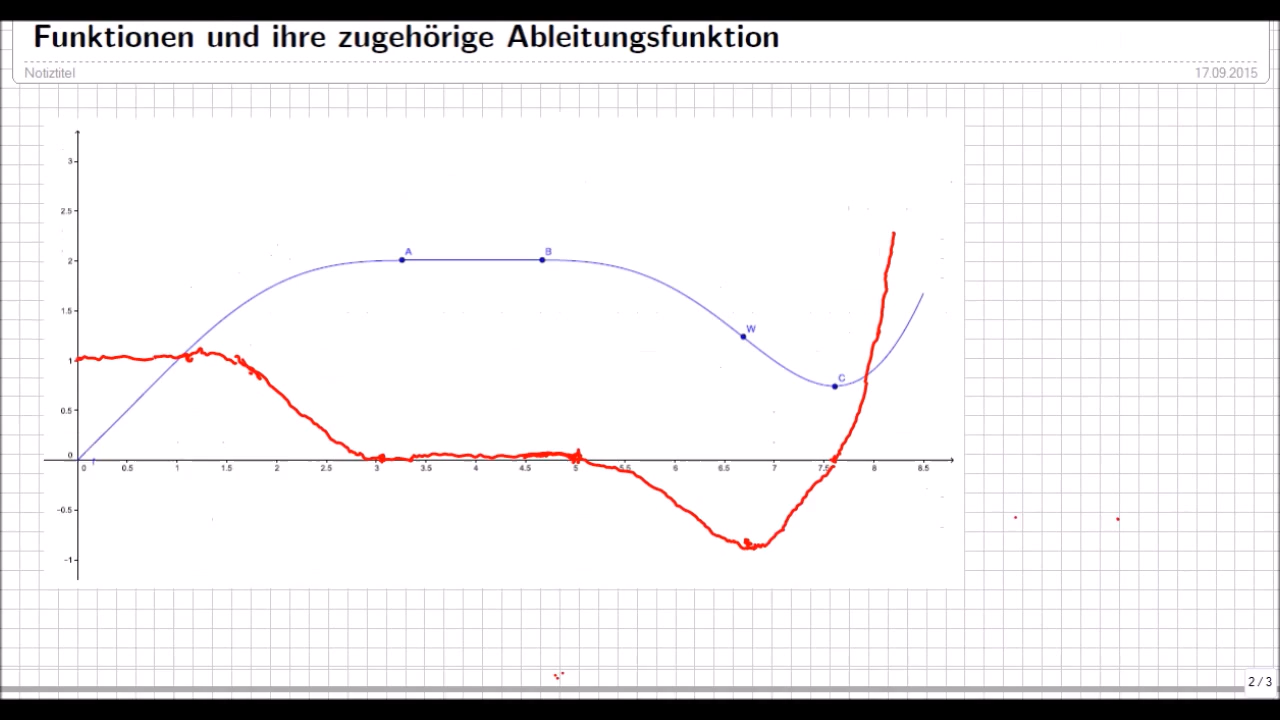 Funktionen und ihre zugehörige Ableitungsfunktion
Notiztitel 17.09.2015
3
2.5
2
1.5
1
0.5
0
-0.5
-1
A B
W
C
0 0.5 1 1.5 2 2.5 3 3.5 4 4.5 5 5.5 6 6.5 7 7.5 8 8.5
2 / 3